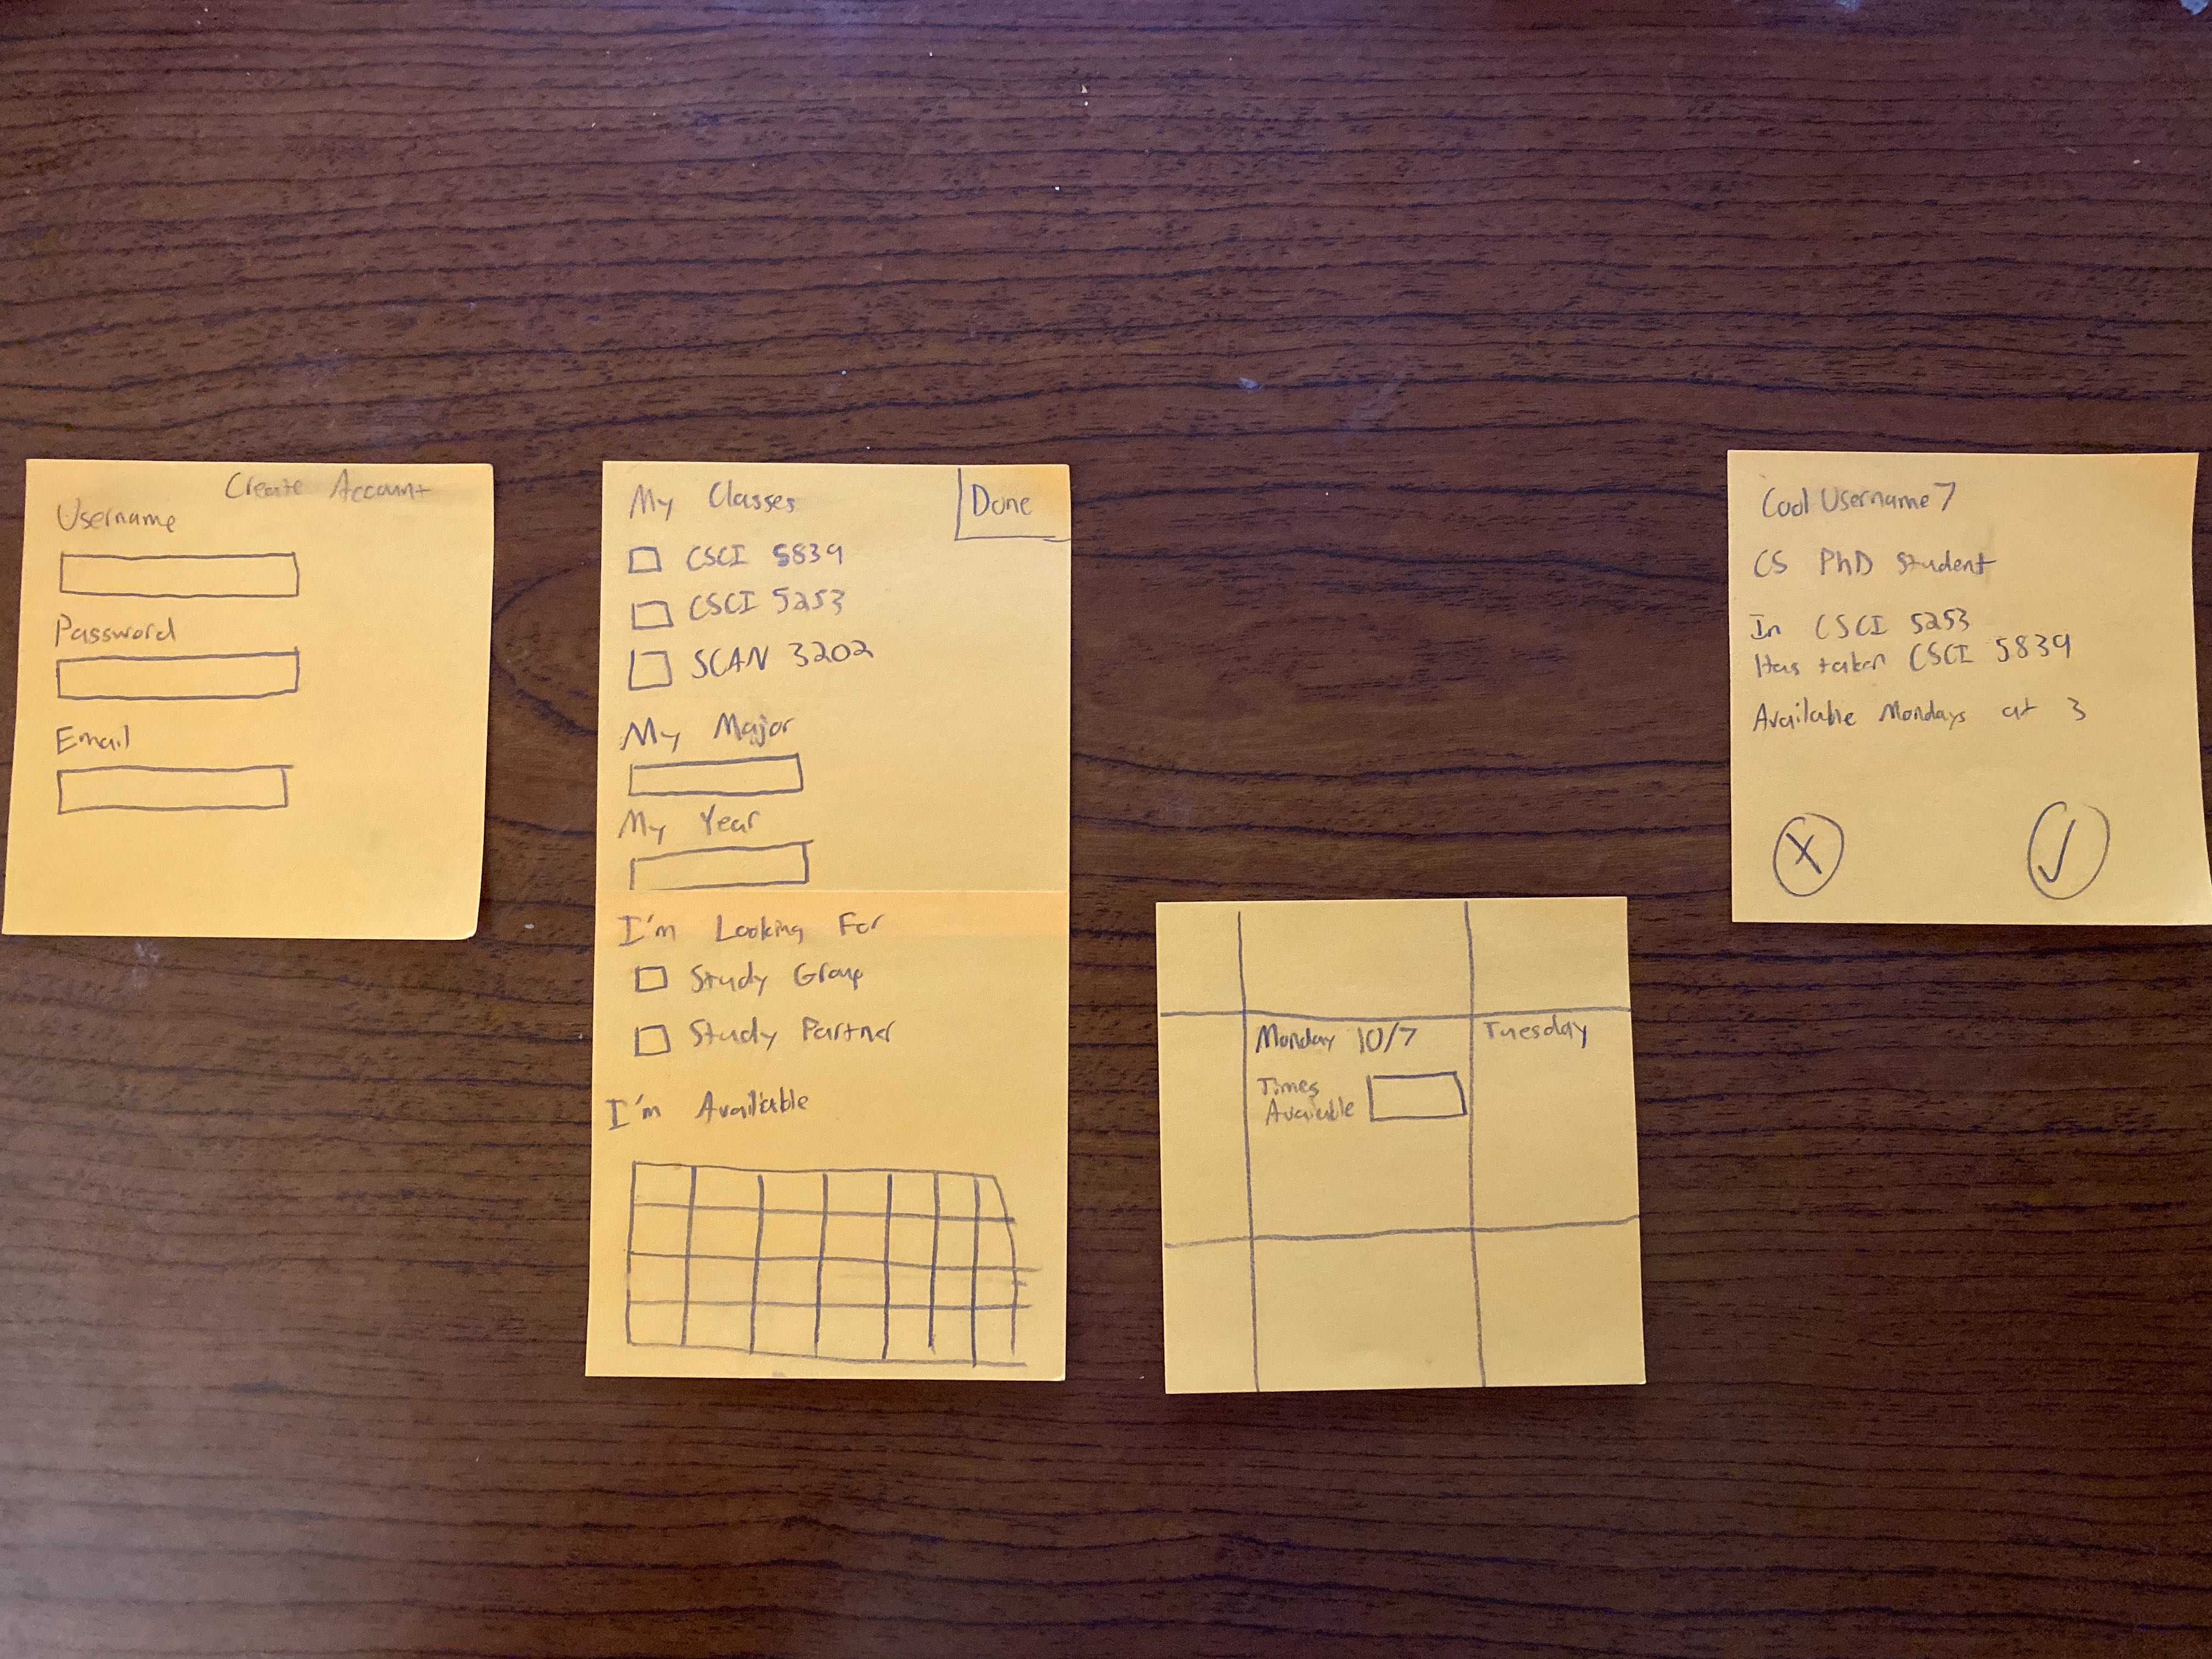 Create Account
Username
Password
Email
My Classes
Done
CSCI 5839
CSCI 5253
SCAN 3202
My Major
My Year
I'm Looking For
Study Group
Study Partner
I'm Available
Monday 10/7
Tuesday
Times
Available
Cool Username 7
CS PhD Student
In CSCI 5253
Has taken CSCI 5839
Available Mondays at 3
X
✓